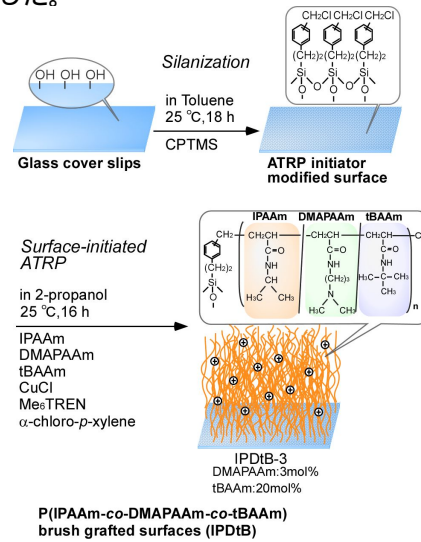 CH₂Cl CH₂Cl CH₂Cl
(CH₂)₂(CH₂)₂(CH₂)₂
Si Si Si
O O O O O
OH OH OH
Silanization
in Toluene
25 ℃,18 h
CPTMS
Glass cover slips
ATRP initiator
modified surface
Surface-initiated
ATRP
in 2-propanol
25 ℃,16 h
IPAAm
DMAPAAm
tBAAm
CuCl
Me₆TREN
α-chloro-p-xylene
IPAAm DMAPAAm tBAAm
CH₂ CH₂CH CH₂CH CH₂CH C
C=O C=O C=O
NH NH NH
(CH₂)₂ CH (CH₂)₃ H₃C-C-CH₃
Si H₃C CH₃ N CH₃
O H₃C CH₃ n
+ + + + + + + + + + +
IPDtB-3
DMAPAAm:3mol%
tBAAm:20mol%
P(IPAAm-co-DMAPAAm-co-tBAAm)
brush grafted surfaces (IPDtB)